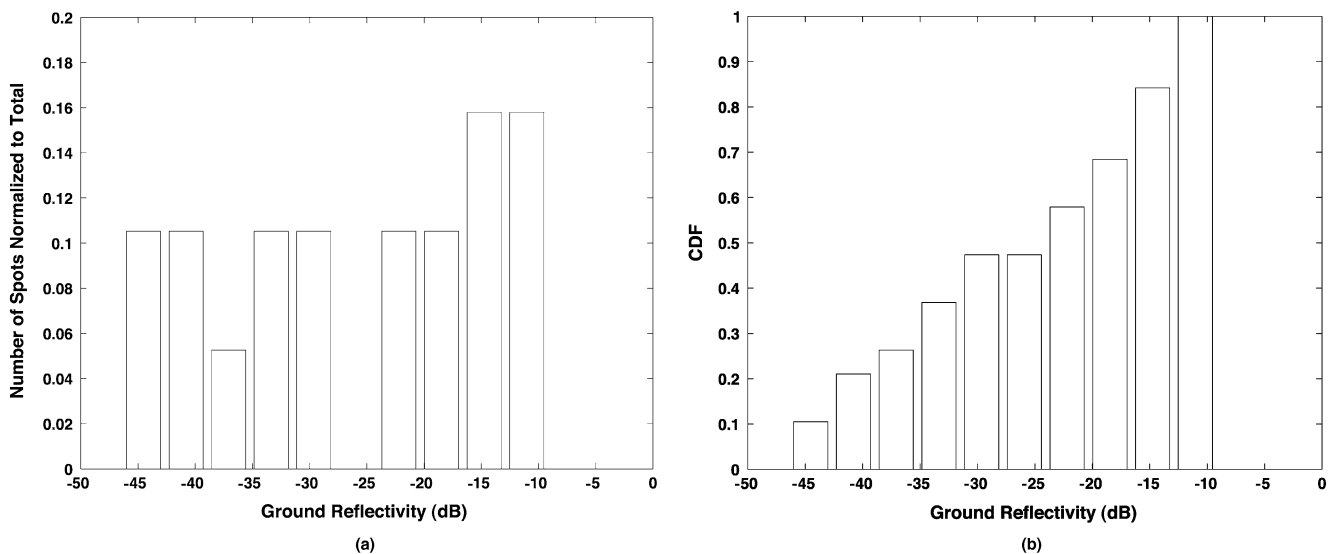 0.2
0.18
0.16
0.14
0.12
0.1
0.08
0.06
0.04
0.02
0
Number of Spots Normalized to Total
-50 -45 -40 -35 -30 -25 -20 -15 -10 -5 0
Ground Reflectivity (dB)
(a)
1
0.9
0.8
0.7
0.6
0.5
0.4
0.3
0.2
0.1
0
CDF
-50 -45 -40 -35 -30 -25 -20 -15 -10 -5 0
Ground Reflectivity (dB)
(b)